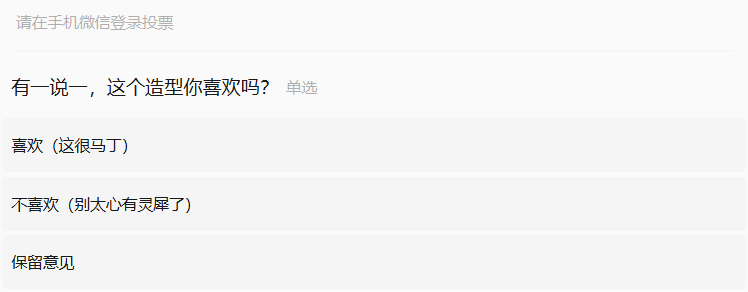 请在手机微信登录投票
有一说一，这个造型你喜欢吗？ 单选
喜欢（这很马丁）
不喜欢（别太心有灵犀了）
保留意见